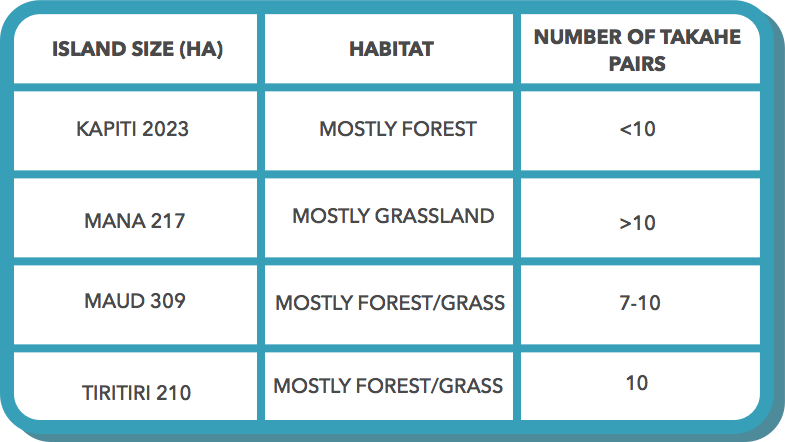 ISLAND SIZE (HA)
HABITAT
NUMBER OF TAKAHE
PAIRS
KAPITI 2023
MOSTLY FOREST
<10
MANA 217
MOSTLY GRASSLAND
>10
MAUD 309
MOSTLY FOREST/GRASS
7-10
TIRITIRI 210
MOSTLY FOREST/GRASS
10